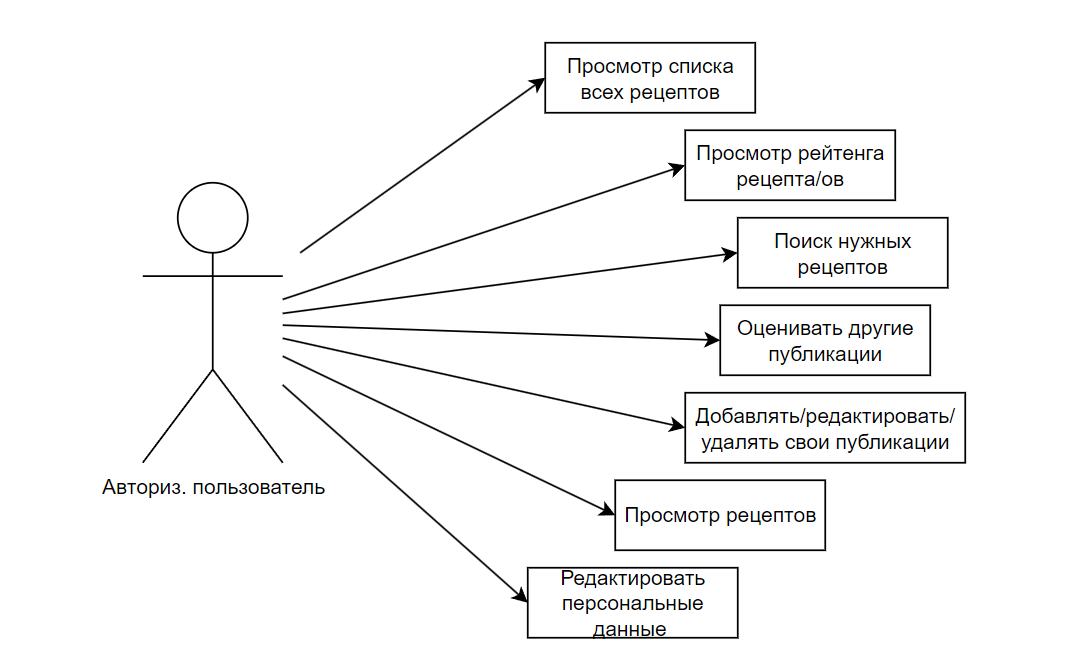 Просмотр списка
всех рецептов
Просмотр рейтенга
рецепта/ов
Поиск нужных
рецептов
Оценивать другие
публикации
Добавлять/редактировать/
удалять свои публикации
Авториз. пользователь
Просмотр рецептов
Редактировать
персональные
данные